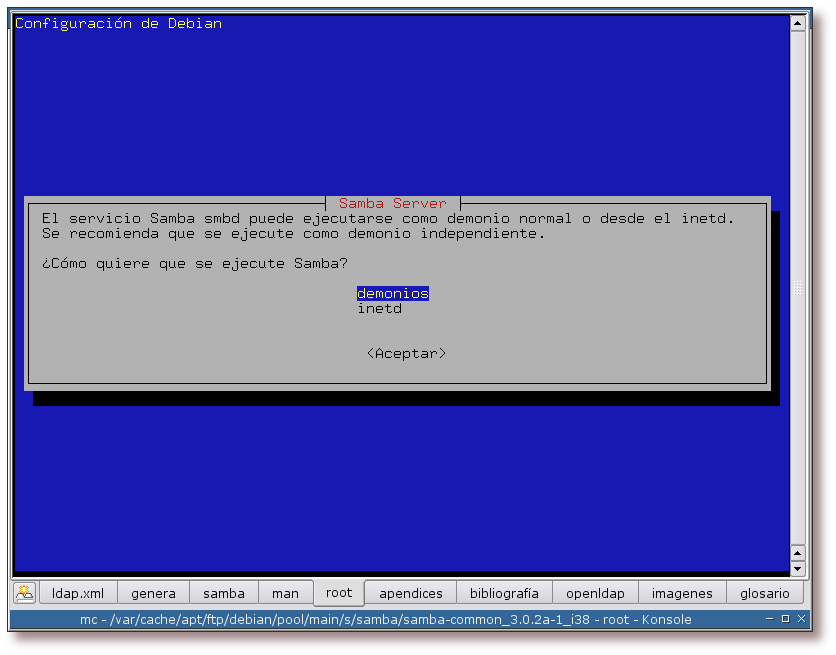 Configuración de Debian
Samba Server
El servicio Samba smbd puede ejecutarse como demonio normal o desde el inetd.
Se recomienda que se ejecute como demonio independiente.
¿Cómo quiere que se ejecute Samba?
demonios
inetd
<Aceptar>
ldap.xml genera samba man root apendices bibliografía openldap imagenes glosario
mc - /var/cache/apt/ftp/debian/pool/main/s/samba/samba-common_3.0.2a-1_i38 - root - Konsole